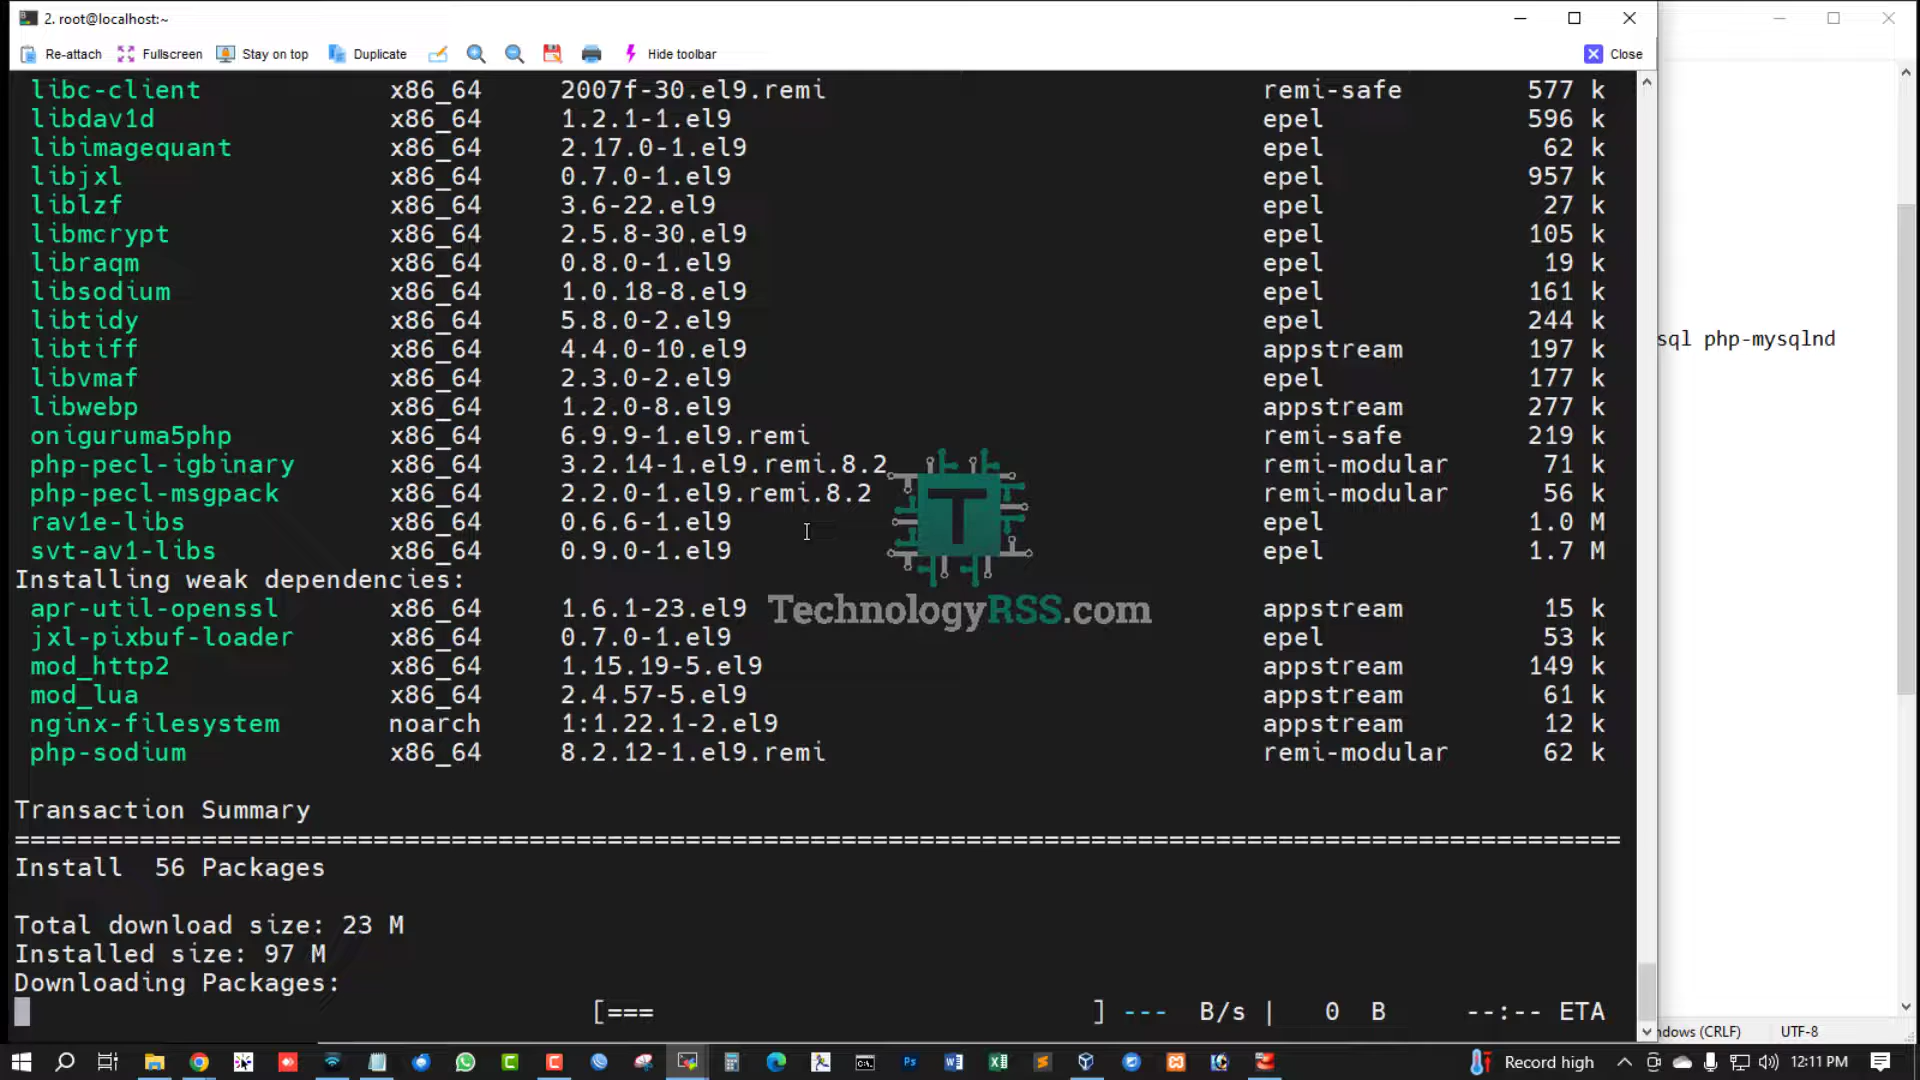 2. root@localhost:~
Re-attach Fullscreen Stay on top Duplicate Hide toolbar Close
libc-client x86_64 2007f-30.el9.remi remi-safe 577 k
libdav1d x86_64 1.2.1-1.el9 epel 596 k
libimagequant x86_64 2.17.0-1.el9 epel 62 k
libjxl x86_64 0.7.0-1.el9 epel 957 k
liblzf x86_64 3.6-22.el9 epel 27 k
libmcrypt x86_64 2.5.8-30.el9 epel 105 k
libraqm x86_64 0.8.0-1.el9 epel 19 k
libsodium x86_64 1.0.18-8.el9 epel 161 k
libtidy x86_64 5.8.0-2.el9 epel 244 k
sql php-mysqlnd
libtiff x86_64 4.4.0-10.el9 appstream 197 k
libvmaf x86_64 2.3.0-2.el9 epel 177 k
libwebp x86_64 1.2.0-8.el9 appstream 277 k
oniguruma5php x86_64 6.9.9-1.el9.remi remi-safe 219 k
php-pecl-igbinary x86_64 3.2.14-1.el9.remi.8.2 remi-modular 71 k
php-pecl-msgpack x86_64 2.2.0-1.el9.remi.8.2 remi-modular 56 k
rav1e-libs x86_64 0.6.6-1.el9 epel 1.0 M
svt-av1-libs x86_64 0.9.0-1.el9 epel 1.7 M
T
Installing weak dependencies:
apr-util-openssl x86_64 1.6.1-23.el9 appstream 15 k
TechnologyRSS.com
jxl-pixbuf-loader x86_64 0.7.0-1.el9 epel 53 k
mod_http2 x86_64 1.15.19-5.el9 appstream 149 k
mod_lua x86_64 2.4.57-5.el9 appstream 61 k
nginx-filesystem noarch 1:1.22.1-2.el9 appstream 12 k
php-sodium x86_64 8.2.12-1.el9.remi remi-modular 62 k
Transaction Summary
================================================================================
Install 56 Packages
Total download size: 23 M
Installed size: 97 M
Downloading Packages:
[=== ] --- B/s | 0 B --:-- ETA
ndows (CRLF) UTF-8
Record high 12:11 PM